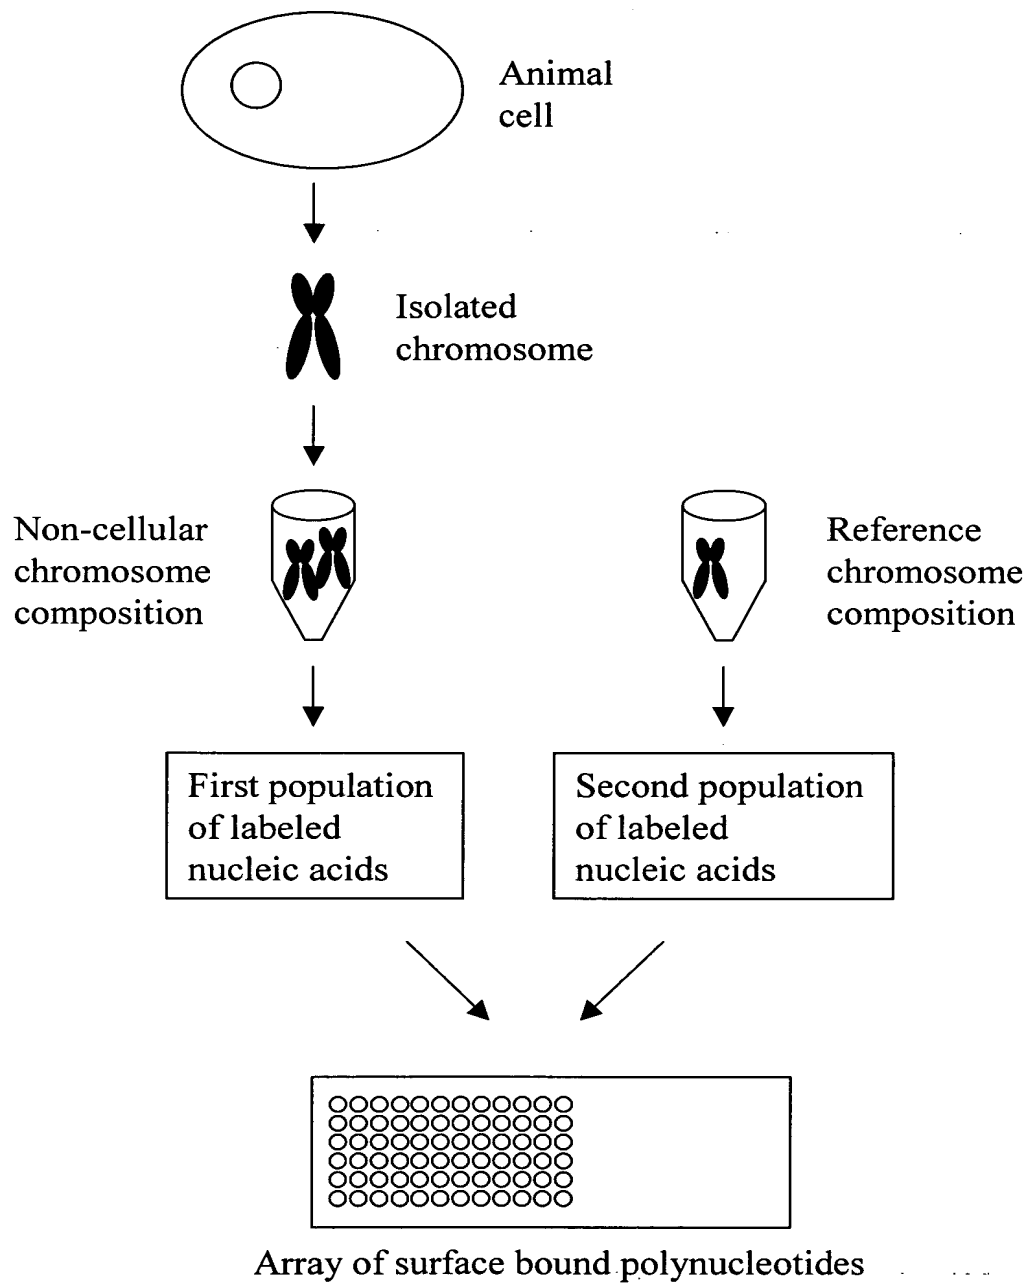 Animal
cell
Isolated
chromosome
Non-cellular
chromosome
composition
Reference
chromosome
composition
First population
of labeled
nucleic acids
Second population
of labeled
nucleic acids
Array of surface bound polynucleotides